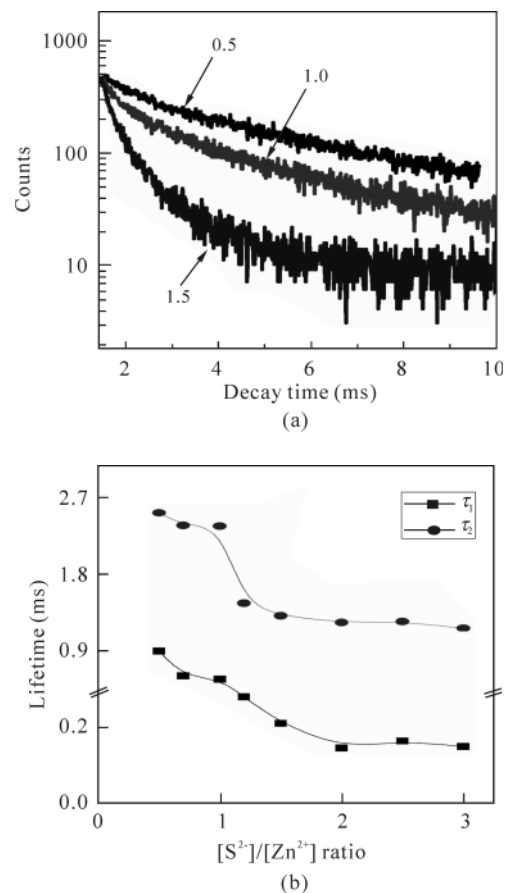 1000
0.5
1.0
100
Counts
10
1.5
2
4
6
8
10
Decay time (ms)
(a)
2.7
τ₁
τ₂
1.8
Lifetime (ms)
0.9
0.2
0.0
0
1
2
3
[S²⁻]/[Zn²⁺] ratio
(b)